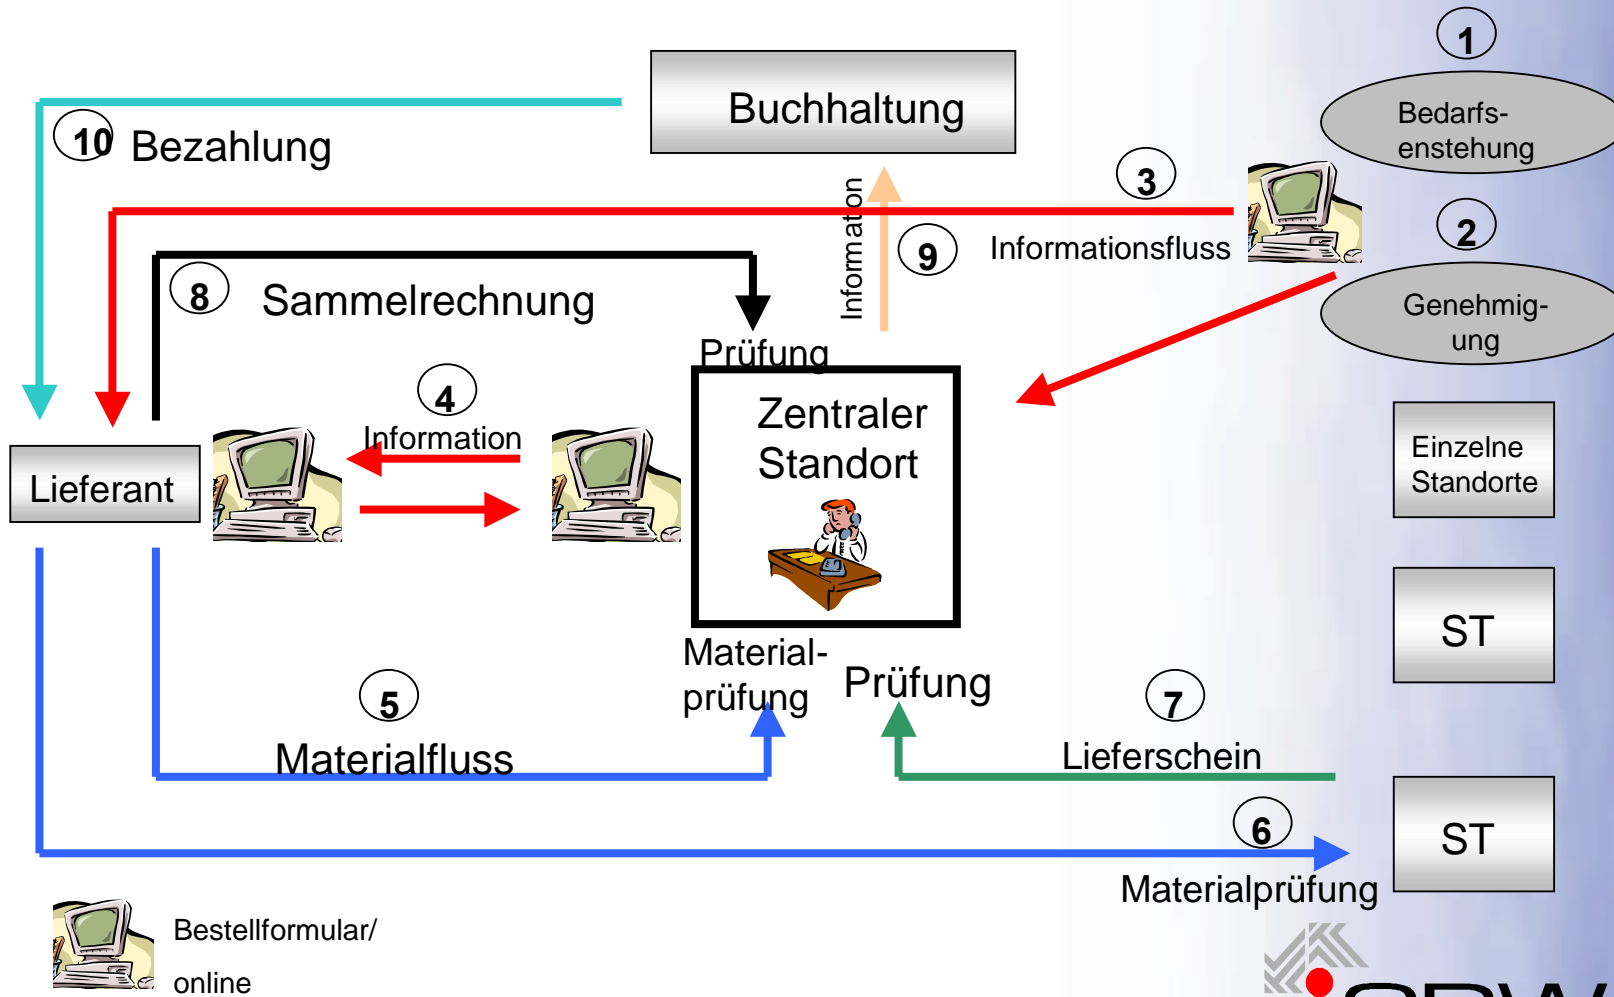 1
Buchhaltung
Bedarfs-
enstehung
10 Bezahlung
3
Information
2
9
Informationsfluss
8
Sammelrechnung
Genehmig-
ung
Prüfung
4
Information
Zentraler
Standort
Einzelne
Standorte
Lieferant
ST
Material-
prüfung
Prüfung
5
7
Materialfluss
Lieferschein
6
ST
Materialprüfung
Bestellformular/
online